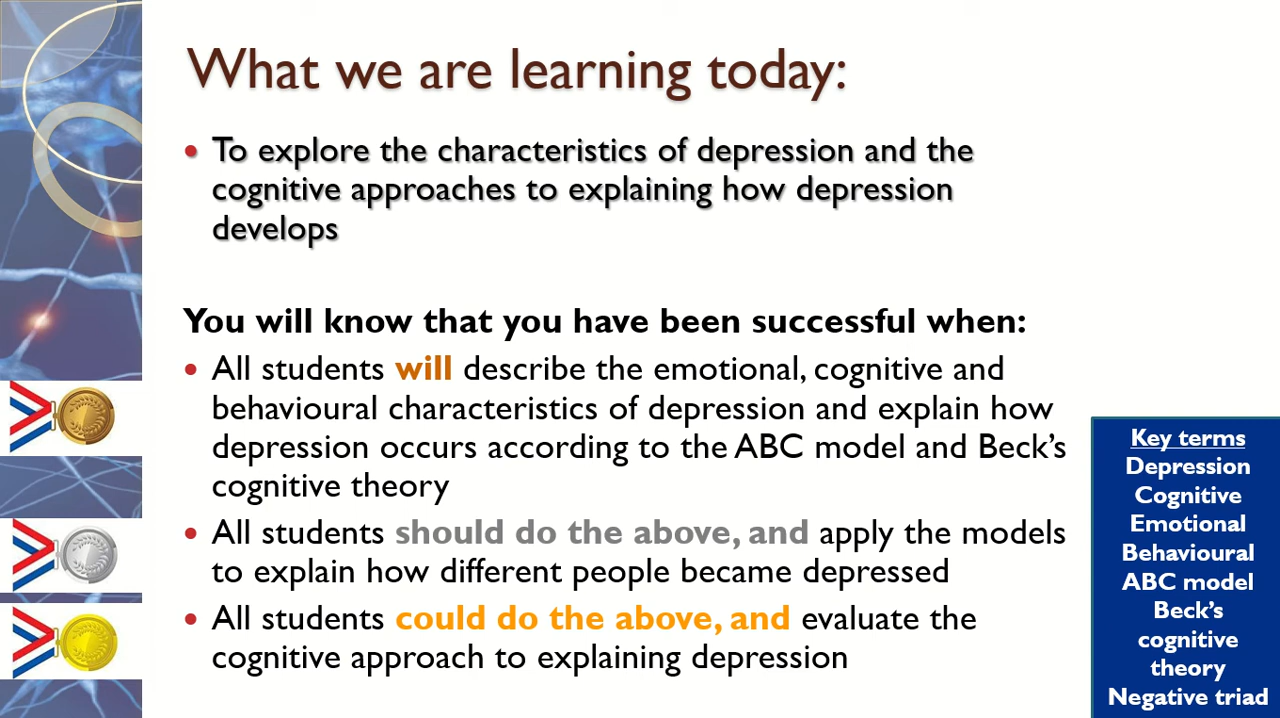 What we are learning today:
• To explore the characteristics of depression and the
cognitive approaches to explaining how depression
develops
You will know that you have been successful when:
• All students will describe the emotional, cognitive and
behavioural characteristics of depression and explain how
depression occurs according to the ABC model and Beck's
cognitive theory
• All students should do the above, and apply the models
to explain how different people became depressed
• All students could do the above, and evaluate the
cognitive approach to explaining depression
Key terms
Depression
Cognitive
Emotional
Behavioural
ABC model
Beck's
cognitive
theory
Negative triad